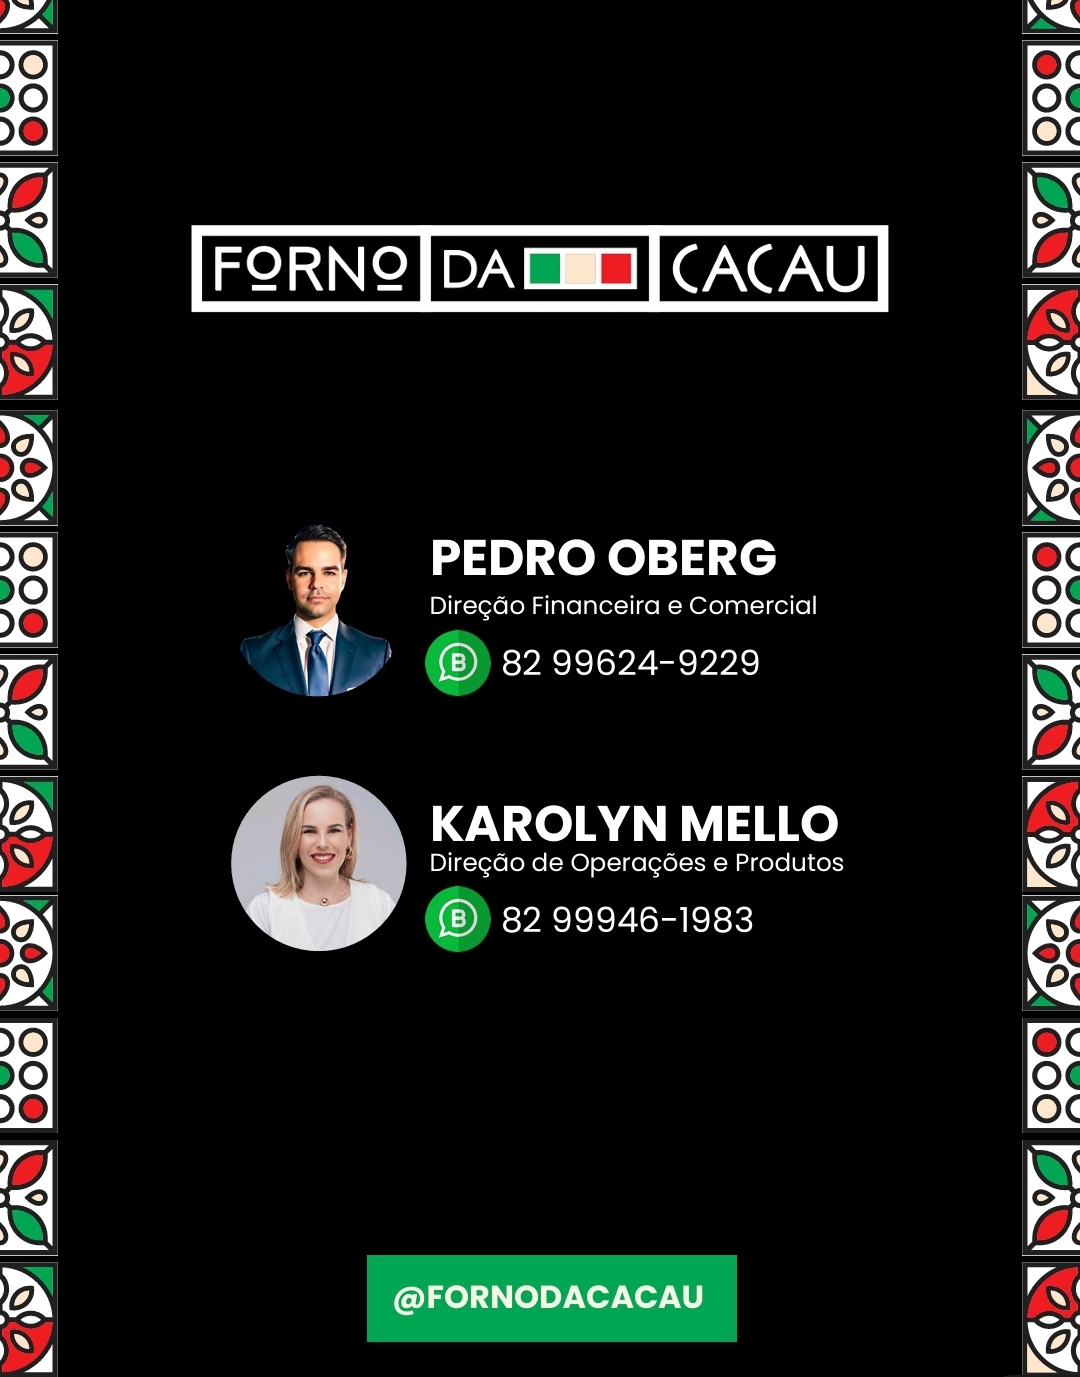 FORNO DA CACAU
PEDRO OBERG
Direção Financeira e Comercial
B 82 99624-9229
KAROLYN MELLO
Direção de Operações e Produtos
B 82 99946-1983
@FORNODACACAU